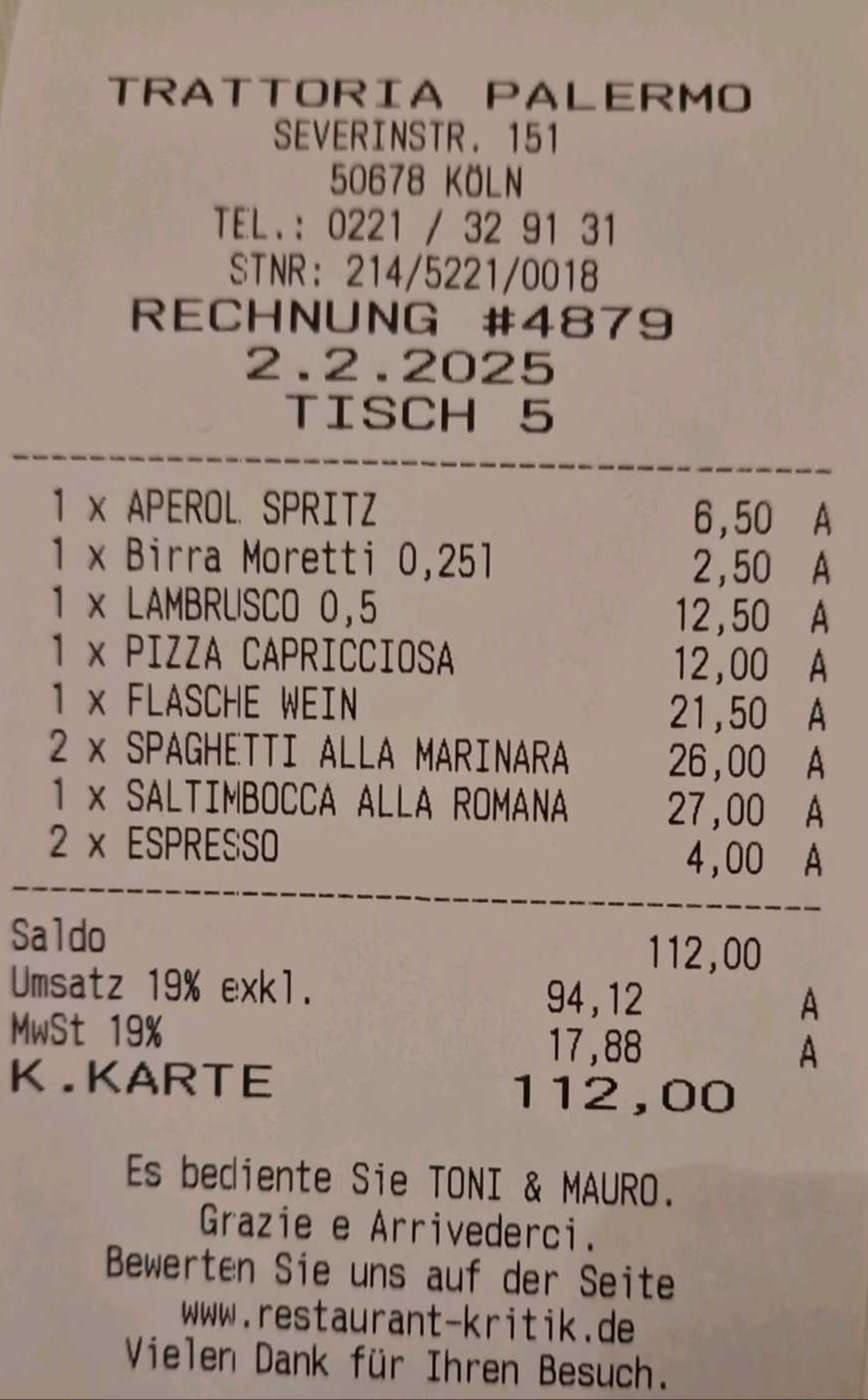 TRATTORIA PALERMO
SEVERINSTR. 151
50678 KÖLN
TEL.: 0221 / 32 91 31
STNR: 214/5221/0018
RECHNUNG #4879
2.2.2025
TISCH 5
1 x APEROL SPRITZ 6,50 A
1 x Birra Moretti 0,25l 2,50 A
1 x LAMBRUSCO 0,5 12,50 A
1 x PIZZA CAPRICCIOSA 12,00 A
1 x FLASCHE WEIN 21,50 A
2 x SPAGHETTI ALLA MARINARA 26,00 A
1 x SALTIMBOCCA ALLA ROMANA 27,00 A
2 x ESPRESSO 4,00 A
Saldo 112,00
Umsatz 19% exkl. 94,12 A
MwSt 19% 17,88 A
K.KARTE 112,00
Es bediente Sie TONI & MAURO.
Grazie e Arrivederci.
Bewerten Sie uns auf der Seite
www.restaurant-kritik.de
Vielen Dank für Ihren Besuch.